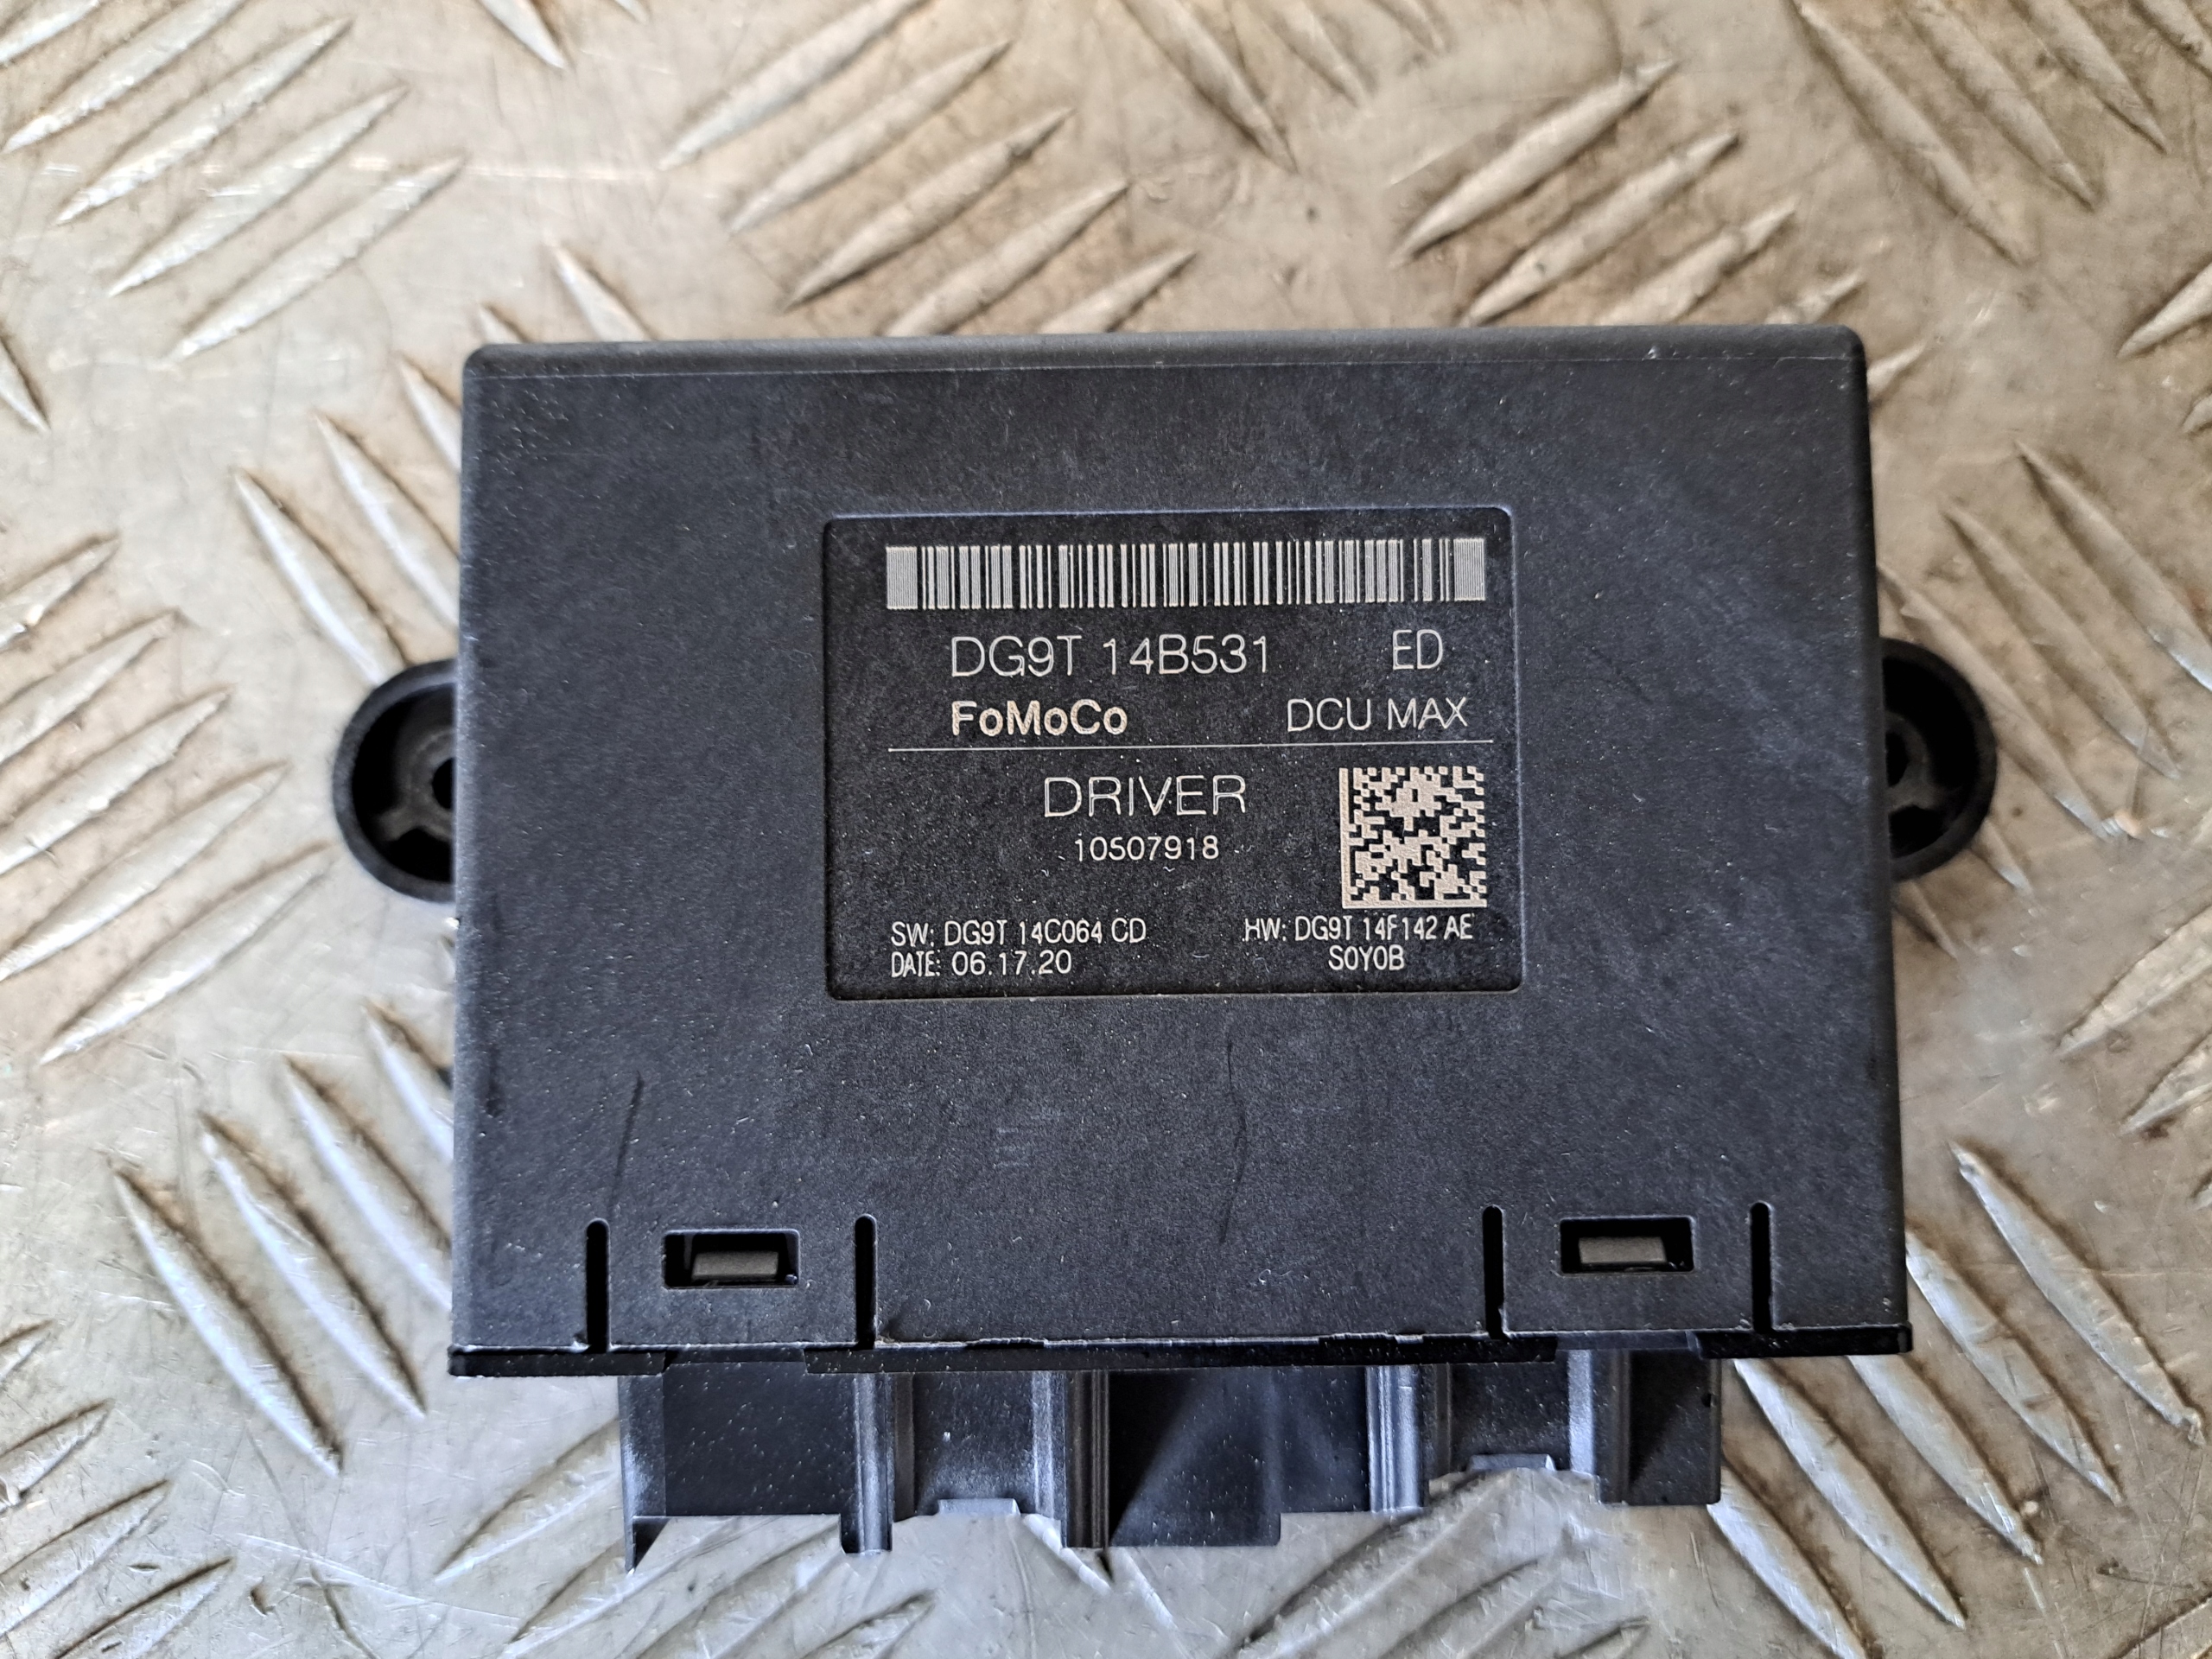 DG9T 14B531 ED
FoMoCo DCU MAX
DRIVER
10507918
SW: DG9T 14C064 CD HW: DG9T 14F142 AE
DATE: 06.17.20 S0Y0B